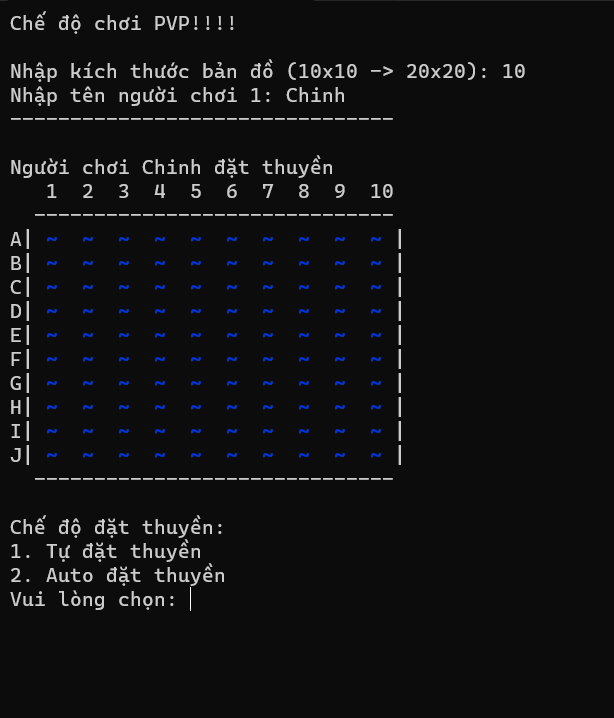 Chế độ chơi PVP!!!!
Nhập kích thước bản đồ (10x10 -> 20x20): 10
Nhập tên người chơi 1: Chinh
--------------------------------
Người chơi Chinh đặt thuyền
   1  2  3  4  5  6  7  8  9  10
  ------------------------------
A| ~  ~  ~  ~  ~  ~  ~  ~  ~  ~ |
B| ~  ~  ~  ~  ~  ~  ~  ~  ~  ~ |
C| ~  ~  ~  ~  ~  ~  ~  ~  ~  ~ |
D| ~  ~  ~  ~  ~  ~  ~  ~  ~  ~ |
E| ~  ~  ~  ~  ~  ~  ~  ~  ~  ~ |
F| ~  ~  ~  ~  ~  ~  ~  ~  ~  ~ |
G| ~  ~  ~  ~  ~  ~  ~  ~  ~  ~ |
H| ~  ~  ~  ~  ~  ~  ~  ~  ~  ~ |
I| ~  ~  ~  ~  ~  ~  ~  ~  ~  ~ |
J| ~  ~  ~  ~  ~  ~  ~  ~  ~  ~ |
  ------------------------------
Chế độ đặt thuyền:
1. Tự đặt thuyền
2. Auto đặt thuyền
Vui lòng chọn: